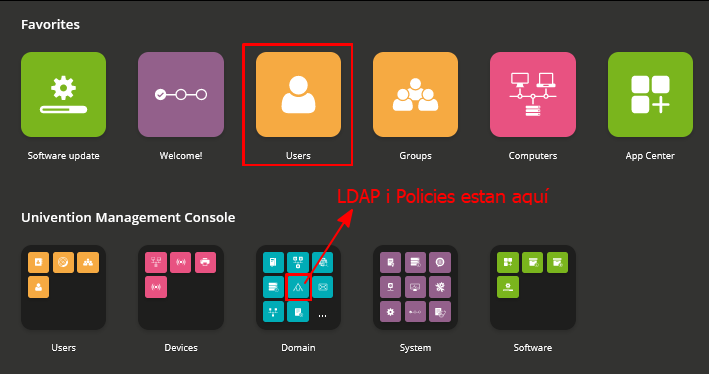 Favorites
Software update
Welcome!
Users
Groups
Computers
App Center
LDAP i Policies estan aquí
Univention Management Console
...
Users
Devices
Domain
System
Software